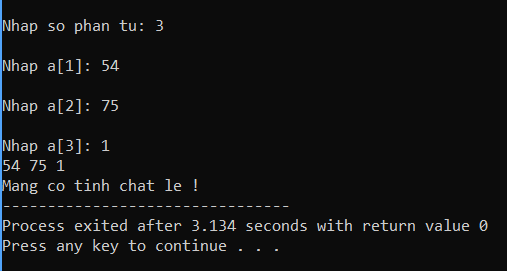 Nhap so phan tu: 3
Nhap a[1]: 54
Nhap a[2]: 75
Nhap a[3]: 1
54 75 1
Mang co tinh chat le !
--------------------------------
Process exited after 3.134 seconds with return value 0
Press any key to continue . . .